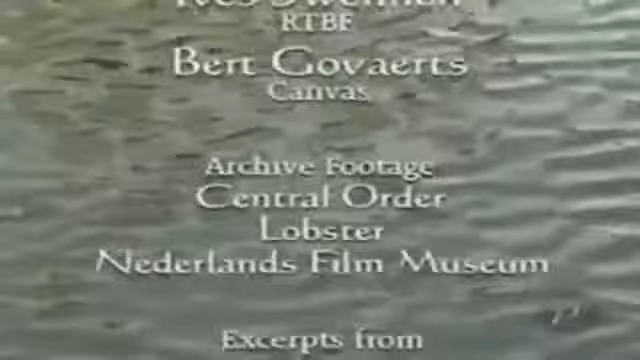 RTBF
Bert Govaerts
Canvas
Archive Footage
Central Order
Lobster
Nederlands Film Museum
Excerpts from